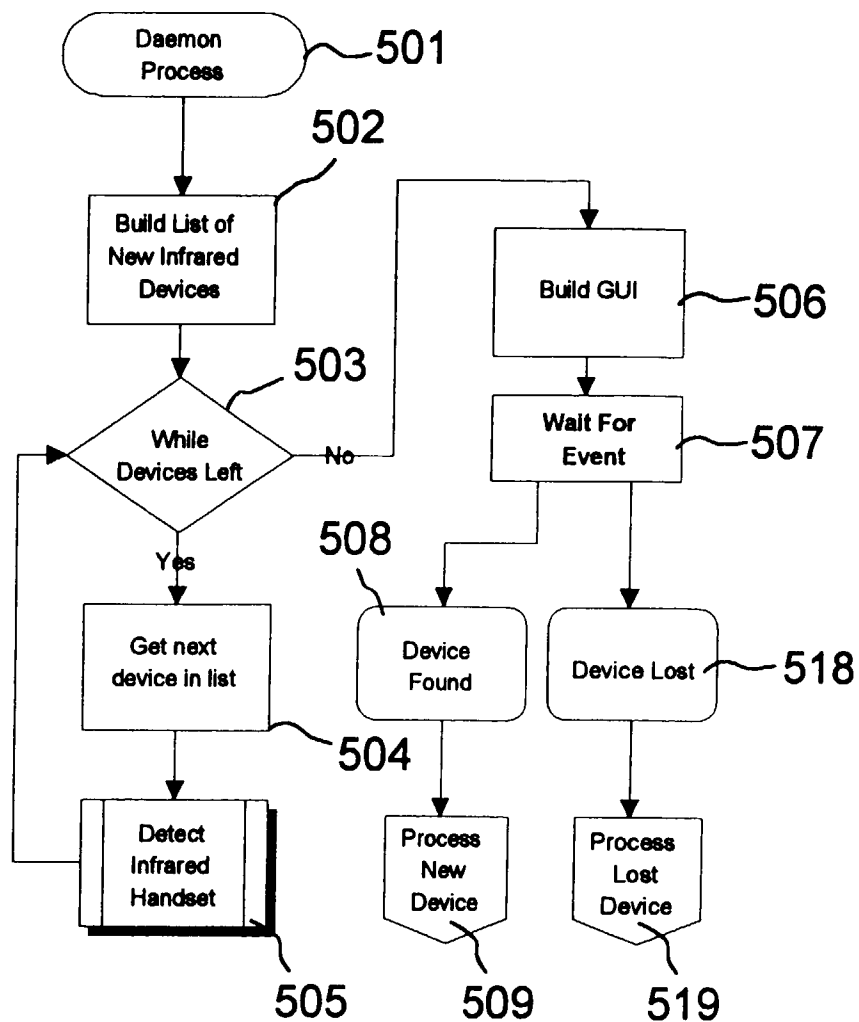 Daemon
Process
501
502
Build List of
New Infrared
Devices
503
While
Devices Left
No
Yes
Get next
device in list
504
Detect
Infrared
Handset
505
Build GUI
506
Wait For
Event
507
508
Device
Found
Device Lost
518
Process
New
Device
509
Process
Lost
Device
519